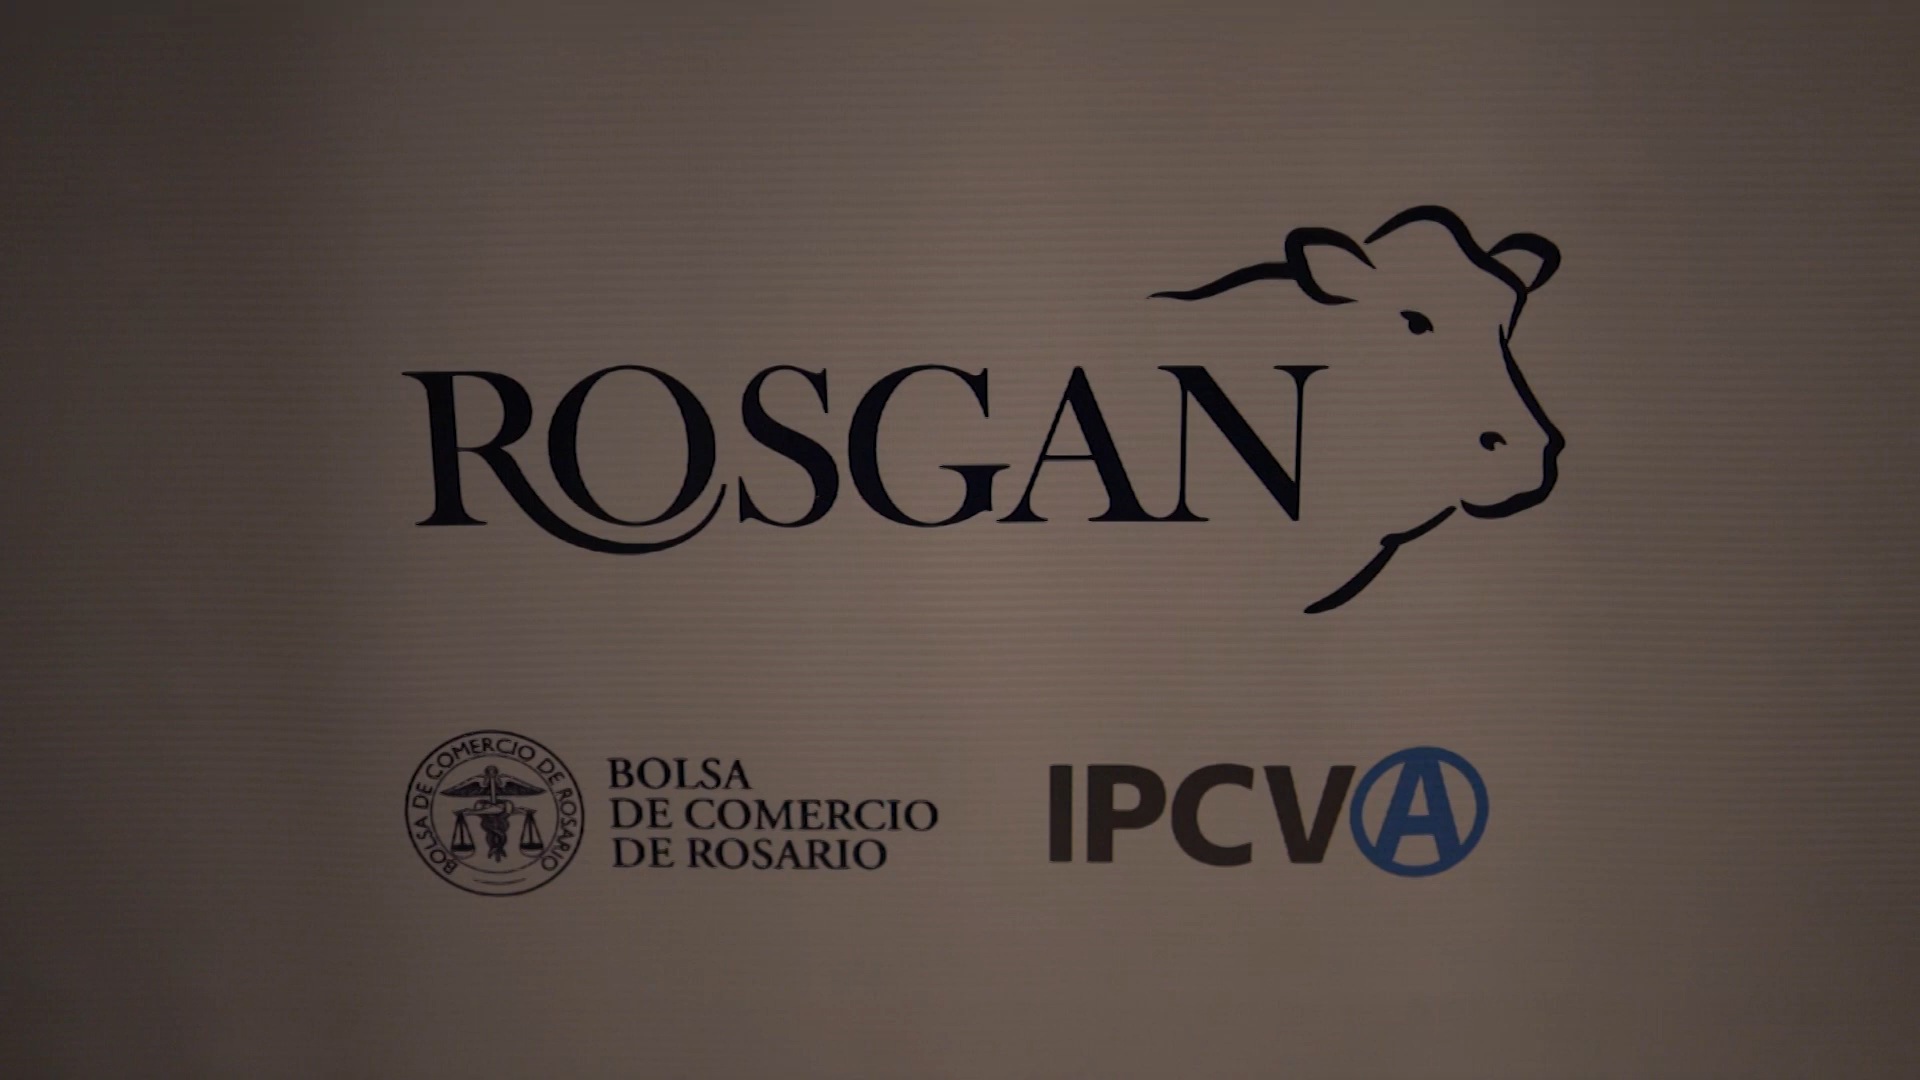 ROSGAN
BOLSA DE COMERCIO DE ROSARIO
BOLSA
DE COMERCIO
DE ROSARIO
IPCVA